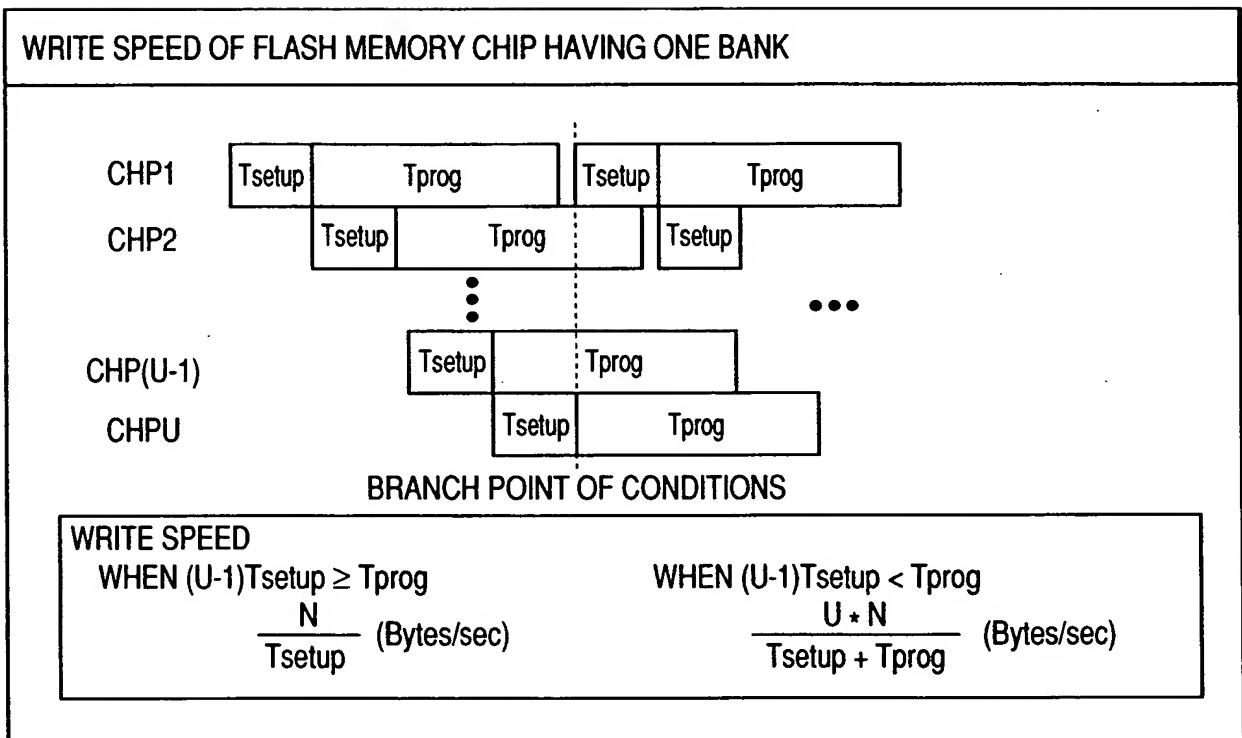 WRITE SPEED OF FLASH MEMORY CHIP HAVING ONE BANK
CHP1 Tsetup Tprog Tsetup Tprog
CHP2 Tsetup Tprog Tsetup
CHP(U-1) Tsetup Tprog
CHPU Tsetup Tprog
BRANCH POINT OF CONDITIONS
WRITE SPEED
WHEN (U-1)Tsetup ≥ Tprog
N
Tsetup
(Bytes/sec)
WHEN (U-1)Tsetup < Tprog
U * N
Tsetup + Tprog
(Bytes/sec)